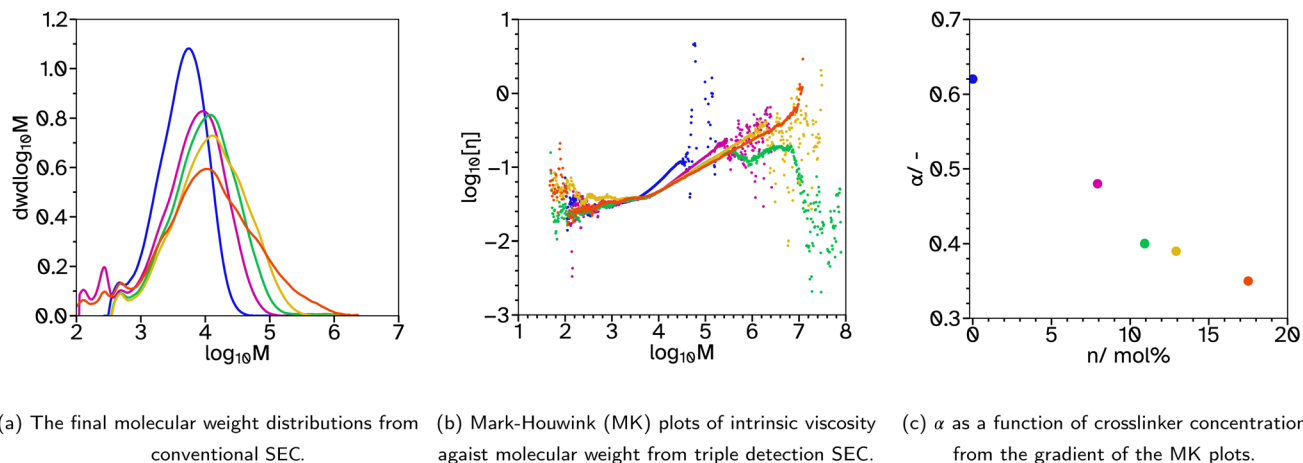 1.2
1.0
0.8
0.6
0.4
0.2
0.0
2 3 4 5 6 7
dwdlog10M
log10M
1
0
−1
−2
−3
1 2 3 4 5 6 7 8
log10[η]
log10M
0.7
0.6
0.5
0.4
0.3
0 5 10 15 20
α/ -
n/ mol%
(a) The final molecular weight distributions from
conventional SEC.
(b) Mark-Houwink (MK) plots of intrinsic viscosity
agaist molecular weight from triple detection SEC.
(c) α as a function of crosslinker concentration
from the gradient of the MK plots.